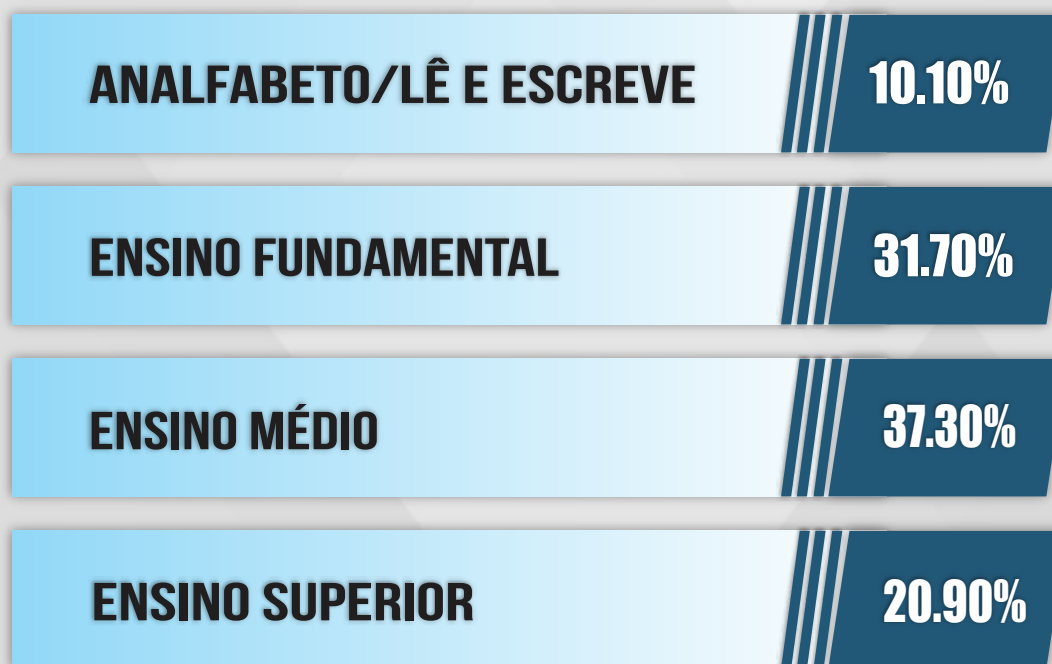 ANALFABETO/LÊ E ESCREVE 10.10%
ENSINO FUNDAMENTAL 31.70%
ENSINO MÉDIO 37.30%
ENSINO SUPERIOR 20.90%